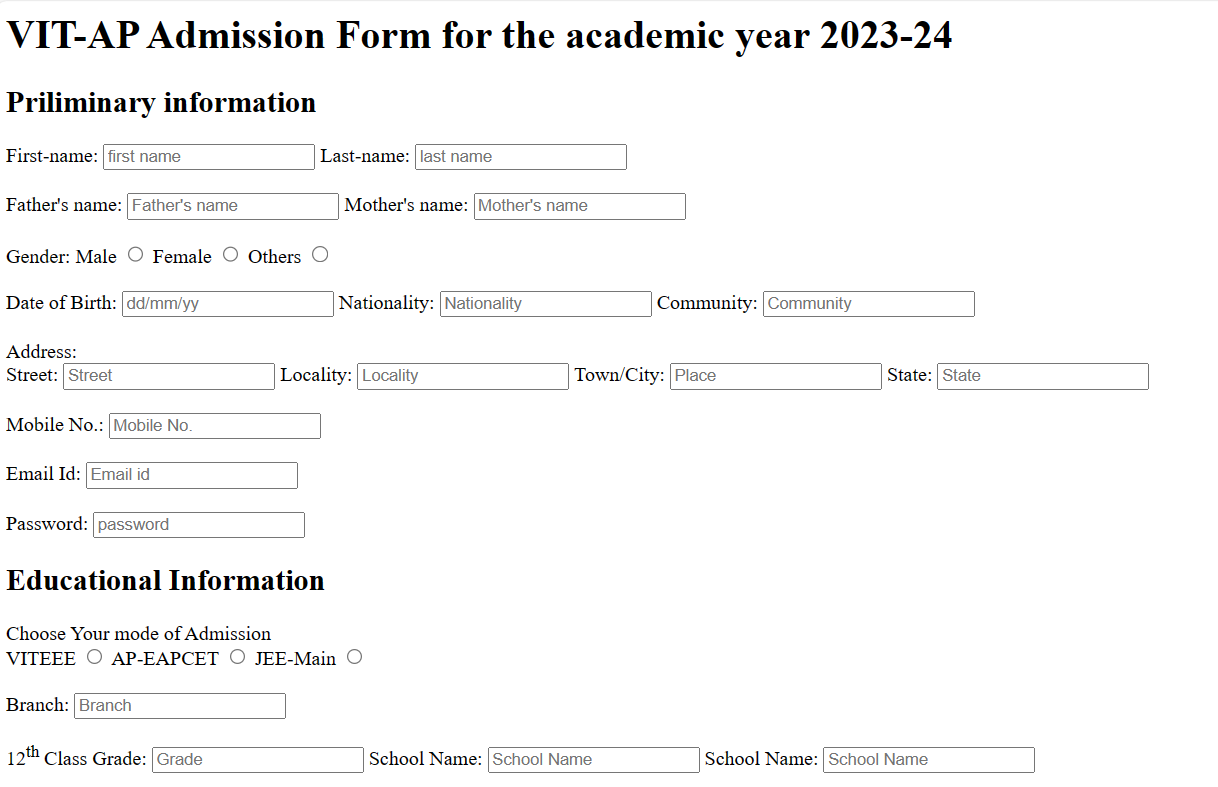 VIT-AP Admission Form for the academic year 2023-24
Priliminary information
First-name: first name Last-name: last name
Father's name: Father's name Mother's name: Mother's name
Gender: Male Female Others
Date of Birth: dd/mm/yy Nationality: Nationality Community: Community
Address:
Street: Street Locality: Locality Town/City: Place State: State
Mobile No.: Mobile No.
Email Id: Email id
Password: password
Educational Information
Choose Your mode of Admission
VITEEE AP-EAPCET JEE-Main
Branch: Branch
12th Class Grade: Grade School Name: School Name School Name: School Name